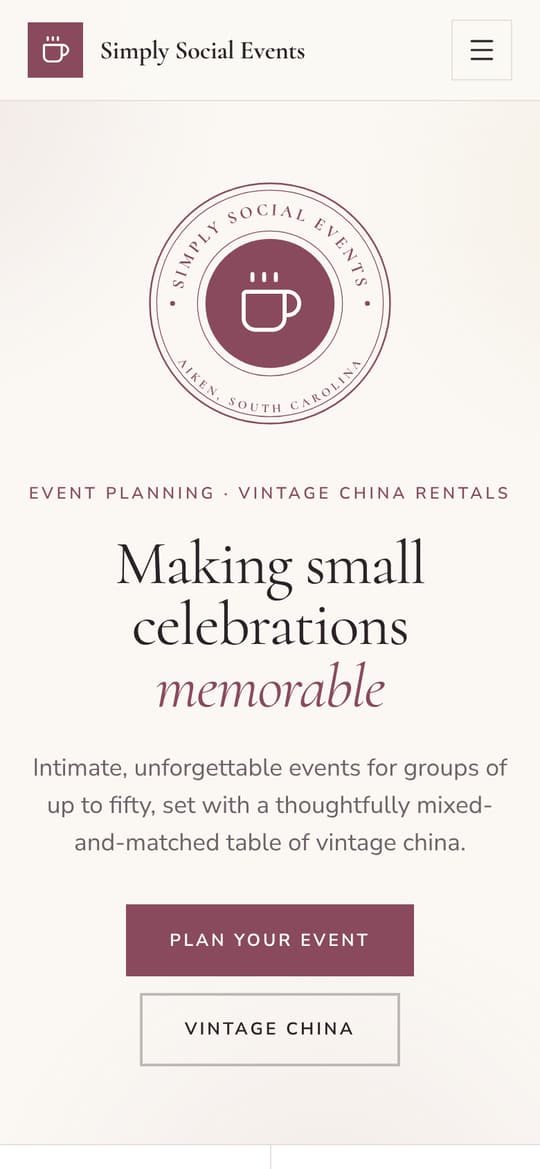 Simply Social Events
SIMPLY SOCIAL EVENTS
AIKEN, SOUTH CAROLINA
EVENT PLANNING · VINTAGE CHINA RENTALS
Making small
celebrations
memorable
Intimate, unforgettable events for groups of
up to fifty, set with a thoughtfully mixed-
and-matched table of vintage china.
PLAN YOUR EVENT
VINTAGE CHINA